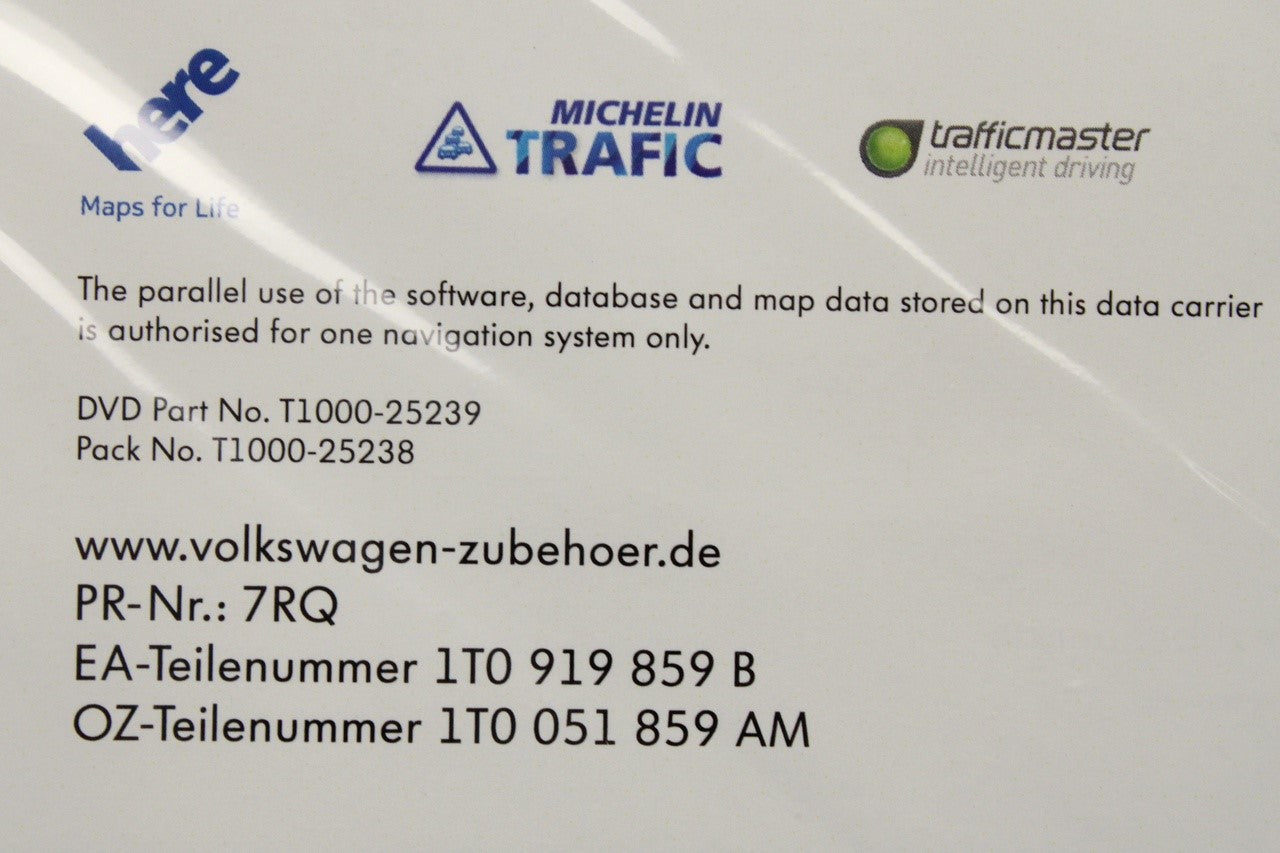 here
Maps for Life
MICHELIN
TRAFIC
trafficmaster
intelligent driving
The parallel use of the software, database and map data stored on this data carrier
is authorised for one navigation system only.
DVD Part No. T1000-25239
Pack No. T1000-25238
www.volkswagen-zubehoer.de
PR-Nr.: 7RQ
EA-Teilenummer 1T0 919 859 B
OZ-Teilenummer 1T0 051 859 AM